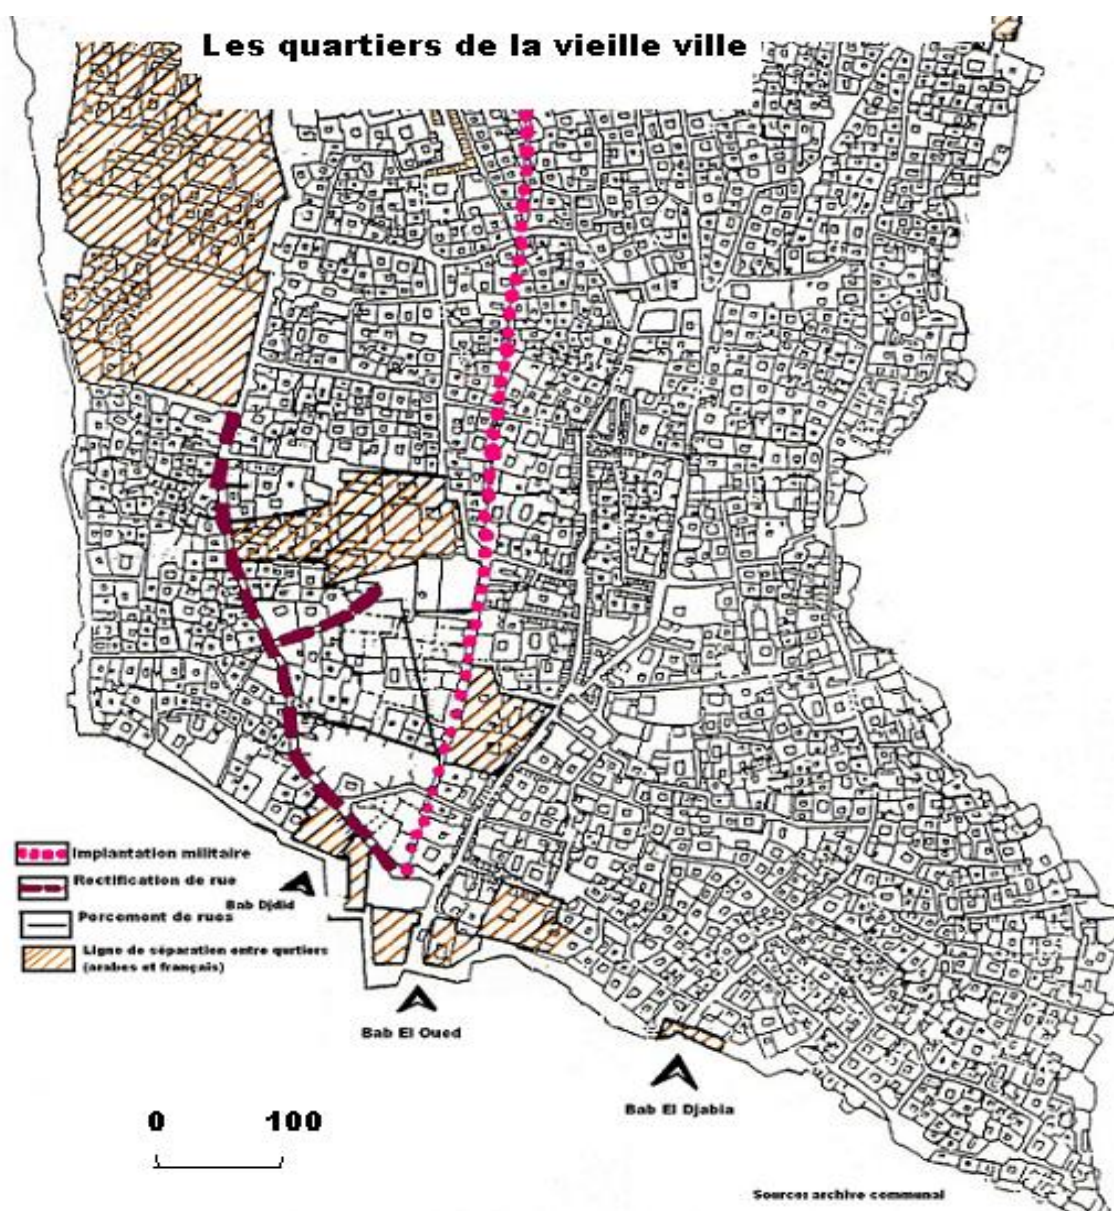 Les quartiers de la vieille ville
Implantation militaire
Rectification de rue
Bab Djdid
Percement de rues
Ligne de séparation entre qurtiers
(arabes et français)
Bab El Oued
Bab El Djabia
0 100
Source: archive communal